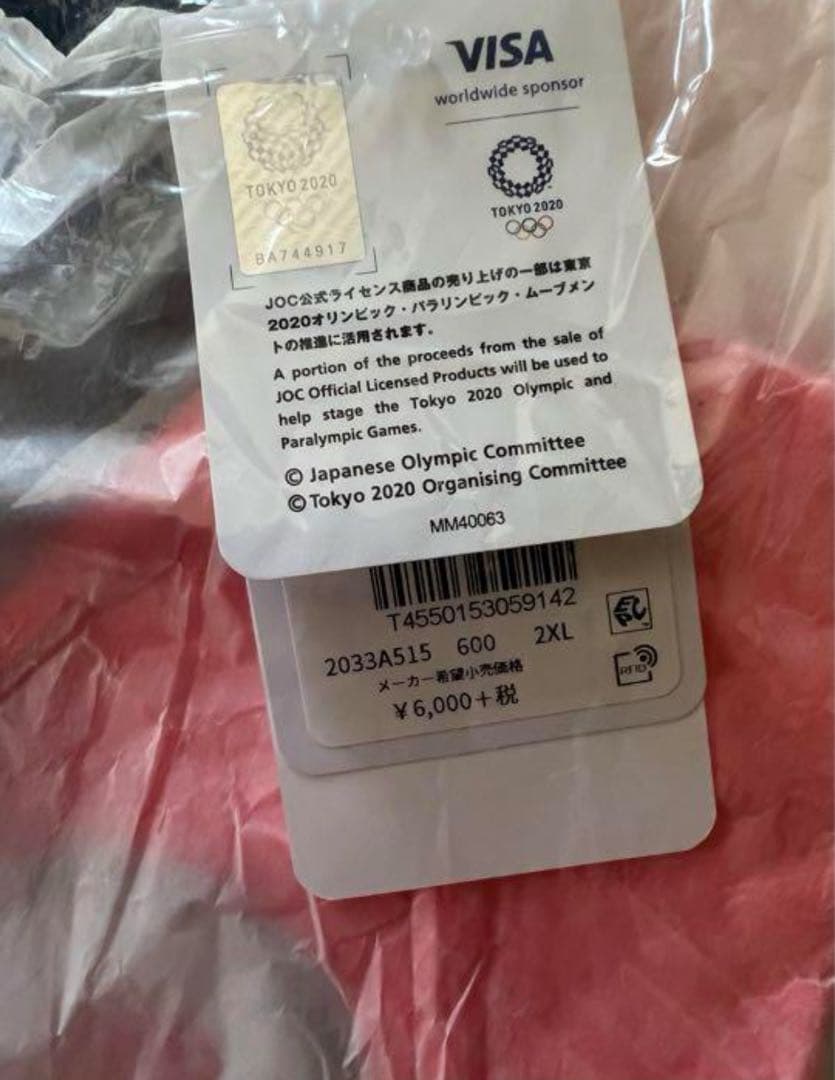 VISA
worldwide sponsor
TOKYO 2020
BA744917
TOKYO 2020
JOC公式ライセンス商品の売り上げの一部は東京
2020オリンピック・パラリンピック・ムーブメン
トの推進に活用されます。
A portion of the proceeds from the sale of
JOC Official Licensed Products will be used to
help stage the Tokyo 2020 Olympic and
Paralympic Games.
© Japanese Olympic Committee
© Tokyo 2020 Organising Committee
MM40063
T4550153059142
2033A515 600 2XL
メーカー希望小売価格
¥6,000+税
EPC
RFID